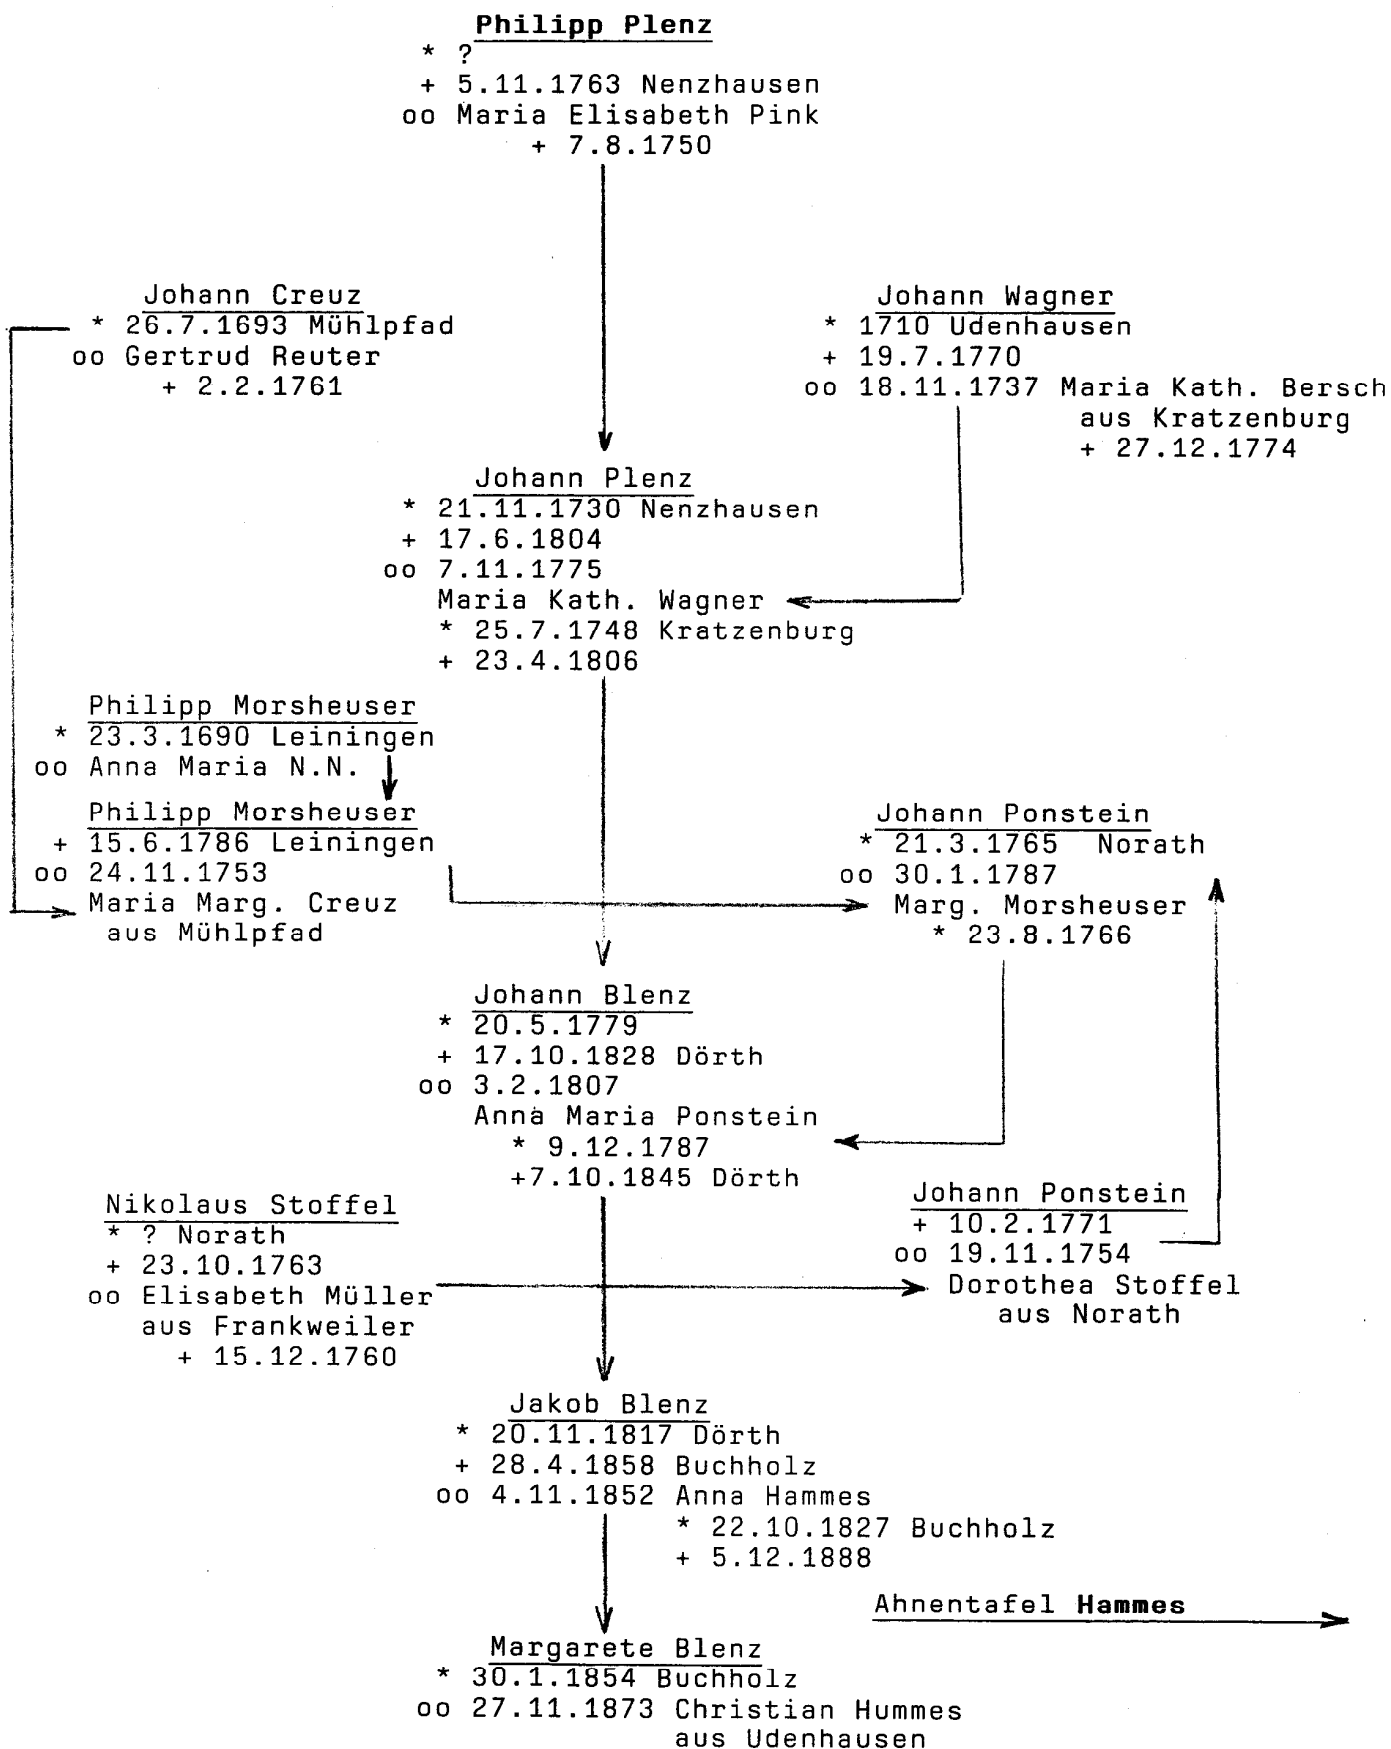 Philipp Plenz
* ?
+ 5.11.1763 Nenzhausen
oo Maria Elisabeth Pink
+ 7.8.1750
Johann Creuz
* 26.7.1693 Mühlpfad
oo Gertrud Reuter
+ 2.2.1761
Johann Wagner
* 1710 Udenhausen
+ 19.7.1770
oo 18.11.1737 Maria Kath. Bersch
aus Kratzenburg
+ 27.12.1774
Johann Plenz
* 21.11.1730 Nenzhausen
+ 17.6.1804
oo 7.11.1775
Maria Kath. Wagner
* 25.7.1748 Kratzenburg
+ 23.4.1806
Philipp Morsheuser
* 23.3.1690 Leiningen
oo Anna Maria N.N.
Philipp Morsheuser
+ 15.6.1786 Leiningen
oo 24.11.1753
Maria Marg. Creuz
aus Mühlpfad
Johann Ponstein
* 21.3.1765 Norath
oo 30.1.1787
Marg. Morsheuser
* 23.8.1766
Johann Blenz
* 20.5.1779
+ 17.10.1828 Dörth
oo 3.2.1807
Anna Maria Ponstein
* 9.12.1787
+7.10.1845 Dörth
Nikolaus Stoffel
* ? Norath
+ 23.10.1763
oo Elisabeth Müller
aus Frankweiler
+ 15.12.1760
Johann Ponstein
+ 10.2.1771
oo 19.11.1754
Dorothea Stoffel
aus Norath
Jakob Blenz
* 20.11.1817 Dörth
+ 28.4.1858 Buchholz
oo 4.11.1852 Anna Hammes
* 22.10.1827 Buchholz
+ 5.12.1888
Ahnentafel Hammes
Margarete Blenz
* 30.1.1854 Buchholz
oo 27.11.1873 Christian Hummes
aus Udenhausen